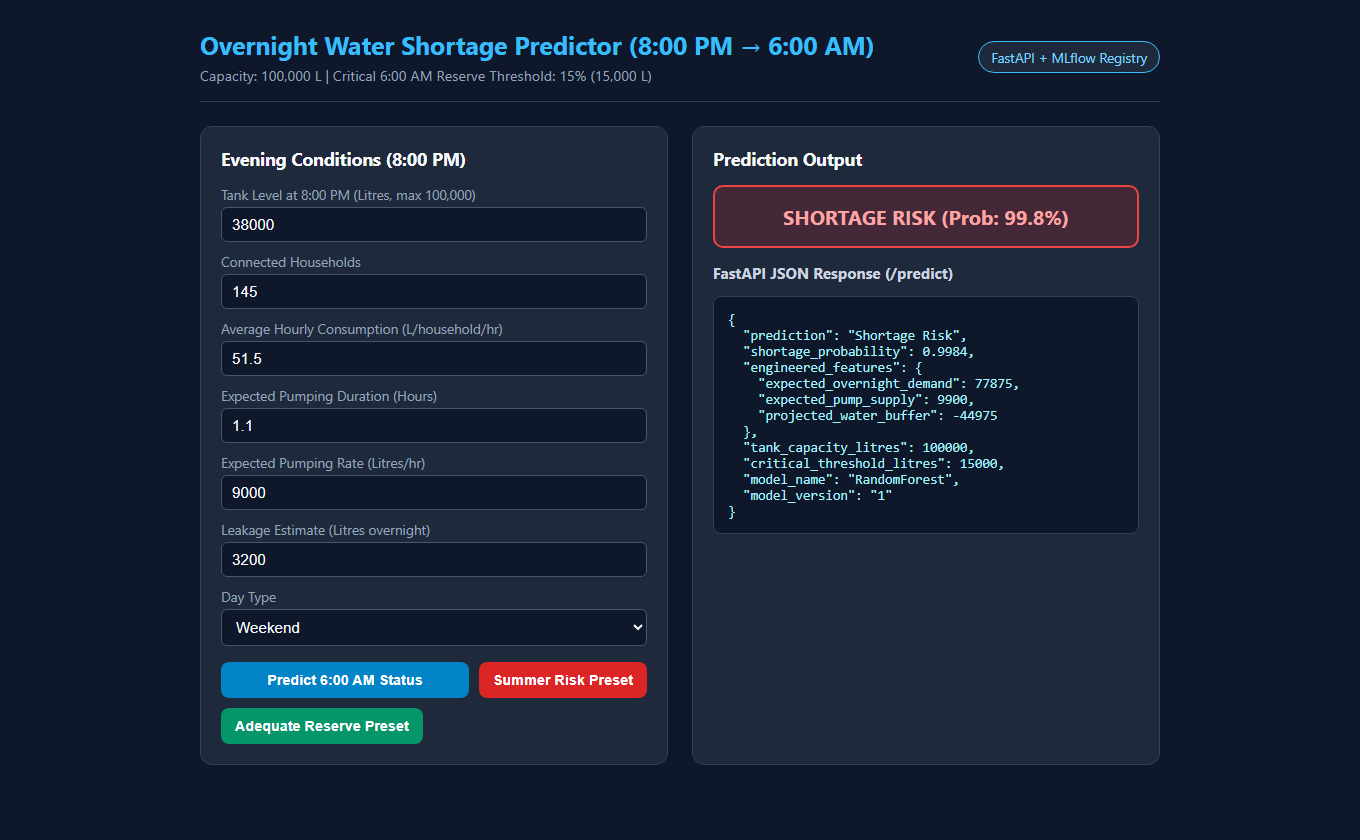 Overnight Water Shortage Predictor (8:00 PM → 6:00 AM)
Capacity: 100,000 L | Critical 6:00 AM Reserve Threshold: 15% (15,000 L)
FastAPI + MLflow Registry
Evening Conditions (8:00 PM)
Tank Level at 8:00 PM (Litres, max 100,000)
38000
Connected Households
145
Average Hourly Consumption (L/household/hr)
51.5
Expected Pumping Duration (Hours)
1.1
Expected Pumping Rate (Litres/hr)
9000
Leakage Estimate (Litres overnight)
3200
Day Type
Weekend
Predict 6:00 AM Status
Summer Risk Preset
Adequate Reserve Preset
Prediction Output
SHORTAGE RISK (Prob: 99.8%)
FastAPI JSON Response (/predict)
{
  "prediction": "Shortage Risk",
  "shortage_probability": 0.9984,
  "engineered_features": {
    "expected_overnight_demand": 77875,
    "expected_pump_supply": 9900,
    "projected_water_buffer": -44975
  },
  "tank_capacity_litres": 100000,
  "critical_threshold_litres": 15000,
  "model_name": "RandomForest",
  "model_version": "1"
}